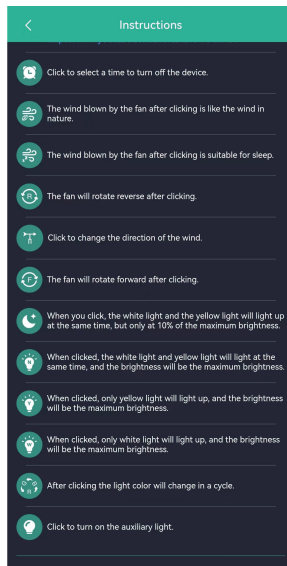 Instructions
Click to select a time to turn off the device.
The wind blown by the fan after clicking is like the wind in
nature.
The wind blown by the fan after clicking is suitable for sleep.
R
The fan will rotate reverse after clicking.
Click to change the direction of the wind.
F
The fan will rotate forward after clicking.
When you click, the white light and the yellow light will light up
at the same time, but only at 10% of the maximum brightness.
When clicked, the white light and yellow light will light at the
same time, and the brightness will be the maximum brightness.
Y
When clicked, only yellow light will light up, and the brightness
will be the maximum brightness.
W
When clicked, only white light will light up, and the brightness
will be the maximum brightness.
After clicking the light color will change in a cycle.
Click to turn on the auxiliary light.